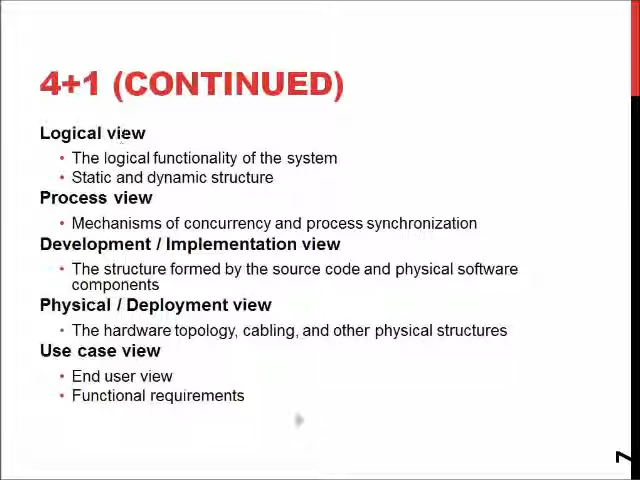 4+1 (CONTINUED)
Logical view
• The logical functionality of the system
• Static and dynamic structure
Process view
• Mechanisms of concurrency and process synchronization
Development / Implementation view
• The structure formed by the source code and physical software
components
Physical / Deployment view
• The hardware topology, cabling, and other physical structures
Use case view
• End user view
• Functional requirements
7